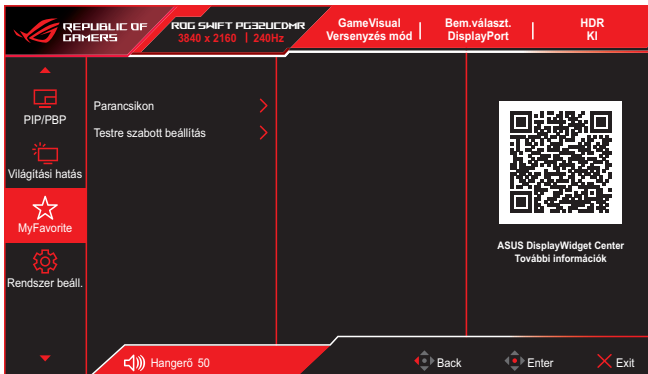 REPUBLIC OF
GAMERS
ROG SWIFT PG32UCDMR
3840 x 2160 | 240Hz
GameVisual
Versenyzés mód
Bem.választ.
DisplayPort
HDR
KI
PIP/PBP
Világítási hatás
MyFavorite
Rendszer beáll.
Parancsikon
Testre szabott beállítás
ASUS DisplayWidget Center
További információk
Hangerő 50
Back
Enter
Exit